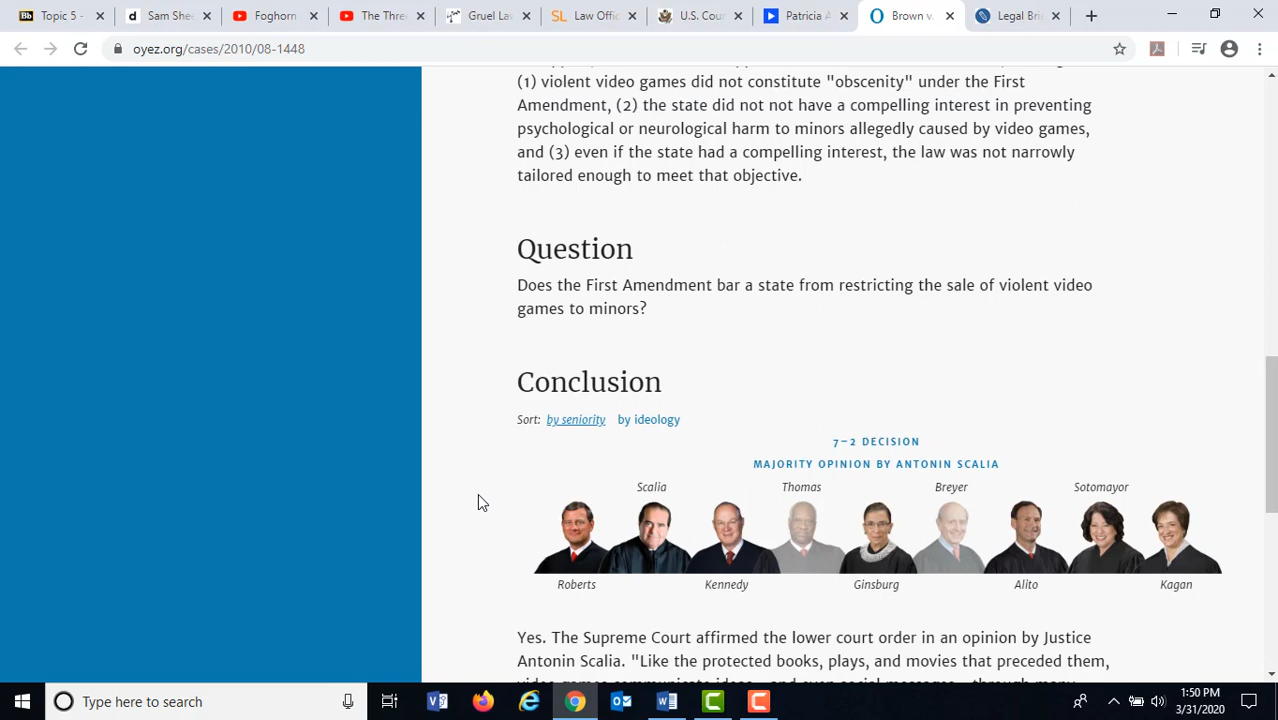 Topic 5 -
Sam Shee
Foghorn
The Three
Gruel Las
SL Law Offic
U.S. Cour
Patricia A
Brown v.
Legal Bri
oyez.org/cases/2010/08-1448
(1) violent video games did not constitute "obscenity" under the First
Amendment, (2) the state did not not have a compelling interest in preventing
psychological or neurological harm to minors allegedly caused by video games,
and (3) even if the state had a compelling interest, the law was not narrowly
tailored enough to meet that objective.
Question
Does the First Amendment bar a state from restricting the sale of violent video
games to minors?
Conclusion
Sort: by seniority by ideology
7–2 DECISION
MAJORITY OPINION BY ANTONIN SCALIA
Scalia Thomas Breyer Sotomayor
Roberts Kennedy Ginsburg Alito Kagan
Yes. The Supreme Court affirmed the lower court order in an opinion by Justice
Antonin Scalia. "Like the protected books, plays, and movies that preceded them,
Type here to search
1:50 PM
3/31/2020